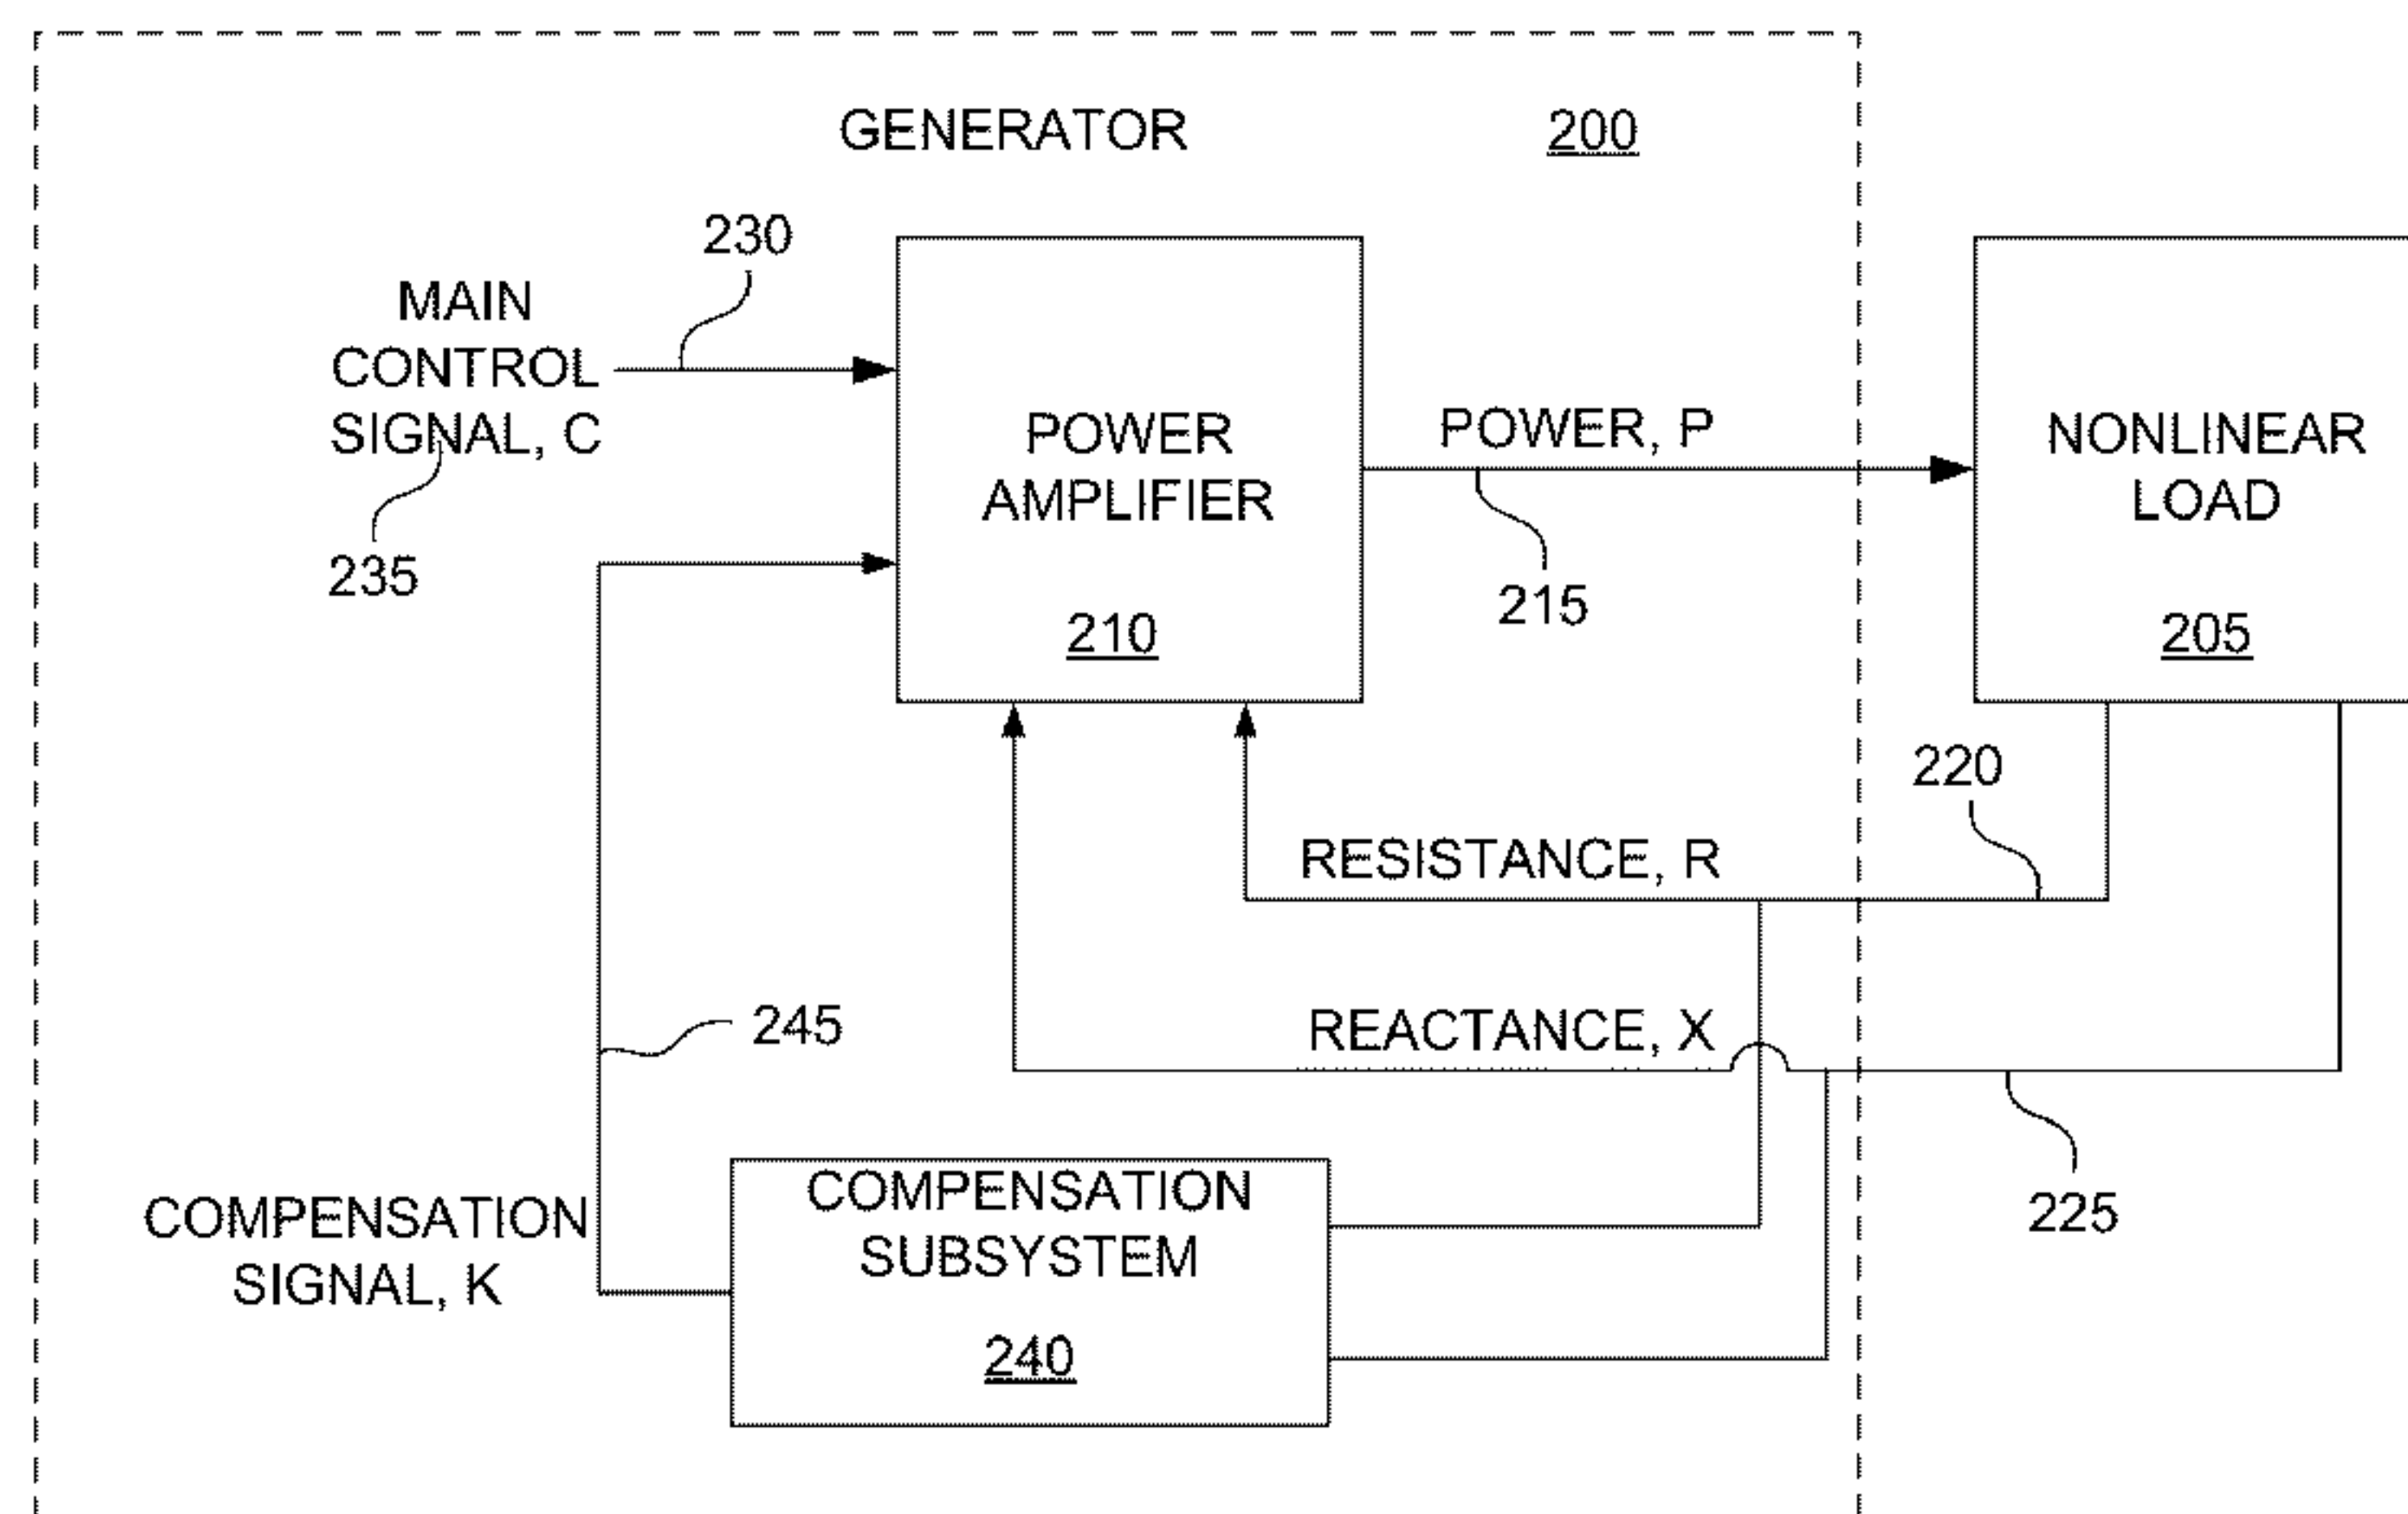 GENERATOR 200
230
MAIN
CONTROL
SIGNAL, C
235
POWER
AMPLIFIER
210
POWER, P
215
NONLINEAR
LOAD
205
220
RESISTANCE, R
REACTANCE, X
245
225
COMPENSATION
SIGNAL, K
COMPENSATION
SUBSYSTEM
240